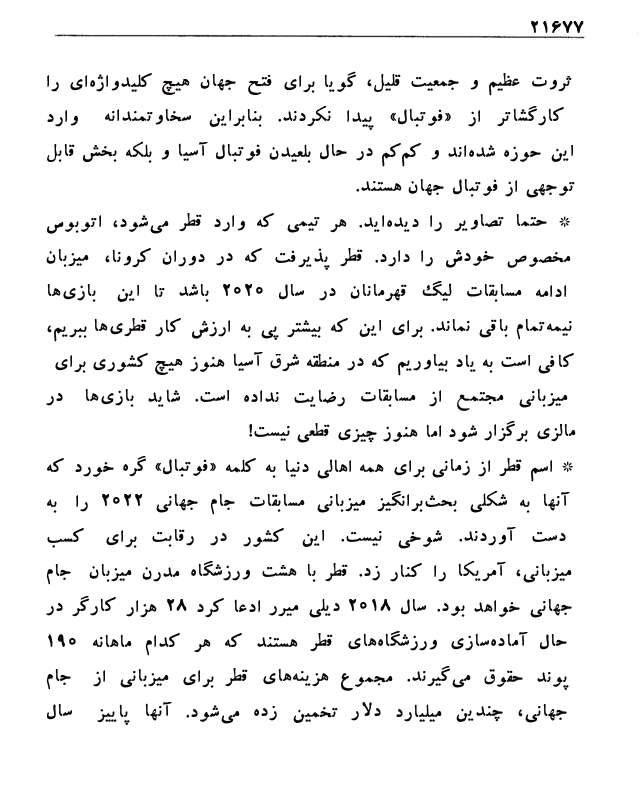 ۲۱۶۷۷
ثروت عظیم و جمعیت قلیل، گویا برای فتح جهان هیچ کلیدواژه‌ای را
کارگشاتر از «فوتبال» پیدا نکردند. بنابراین سخاوتمندانه وارد
این حوزه شده‌اند و کم‌کم در حال بلعیدن فوتبال آسیا و بلکه بخش قابل
توجهی از فوتبال جهان هستند.
* حتما تصاویر را دیده‌اید. هر تیمی که وارد قطر می‌شود، اتوبوس
مخصوص خودش را دارد. قطر پذیرفت که در دوران کرونا، میزبان
ادامه مسابقات لیگ قهرمانان در سال ۲۰۲۰ باشد تا این بازی‌ها
نیمه‌تمام باقی نماند. برای این که بیشتر پی به ارزش کار قطری‌ها ببریم،
کافی است به یاد بیاوریم که در منطقه شرق آسیا هنوز هیچ کشوری برای
میزبانی مجتمع از مسابقات رضایت نداده است. شاید بازی‌ها در
مالزی برگزار شود اما هنوز چیزی قطعی نیست!
* اسم قطر از زمانی برای همه اهالی دنیا به کلمه «فوتبال» گره خورد که
آنها به شکلی بحث‌برانگیز میزبانی مسابقات جام جهانی ۲۰۲۲ را به
دست آوردند. شوخی نیست. این کشور در رقابت برای کسب
میزبانی، آمریکا را کنار زد. قطر با هشت ورزشگاه مدرن میزبان جام
جهانی خواهد بود. سال ۲۰۱۸ دیلی میرر ادعا کرد ۲۸ هزار کارگر در
حال آماده‌سازی ورزشگاه‌های قطر هستند که هر کدام ماهانه ۱۹۰
پوند حقوق می‌گیرند. مجموع هزینه‌های قطر برای میزبانی از جام
جهانی، چندین میلیارد دلار تخمین زده می‌شود. آنها پاییز سال